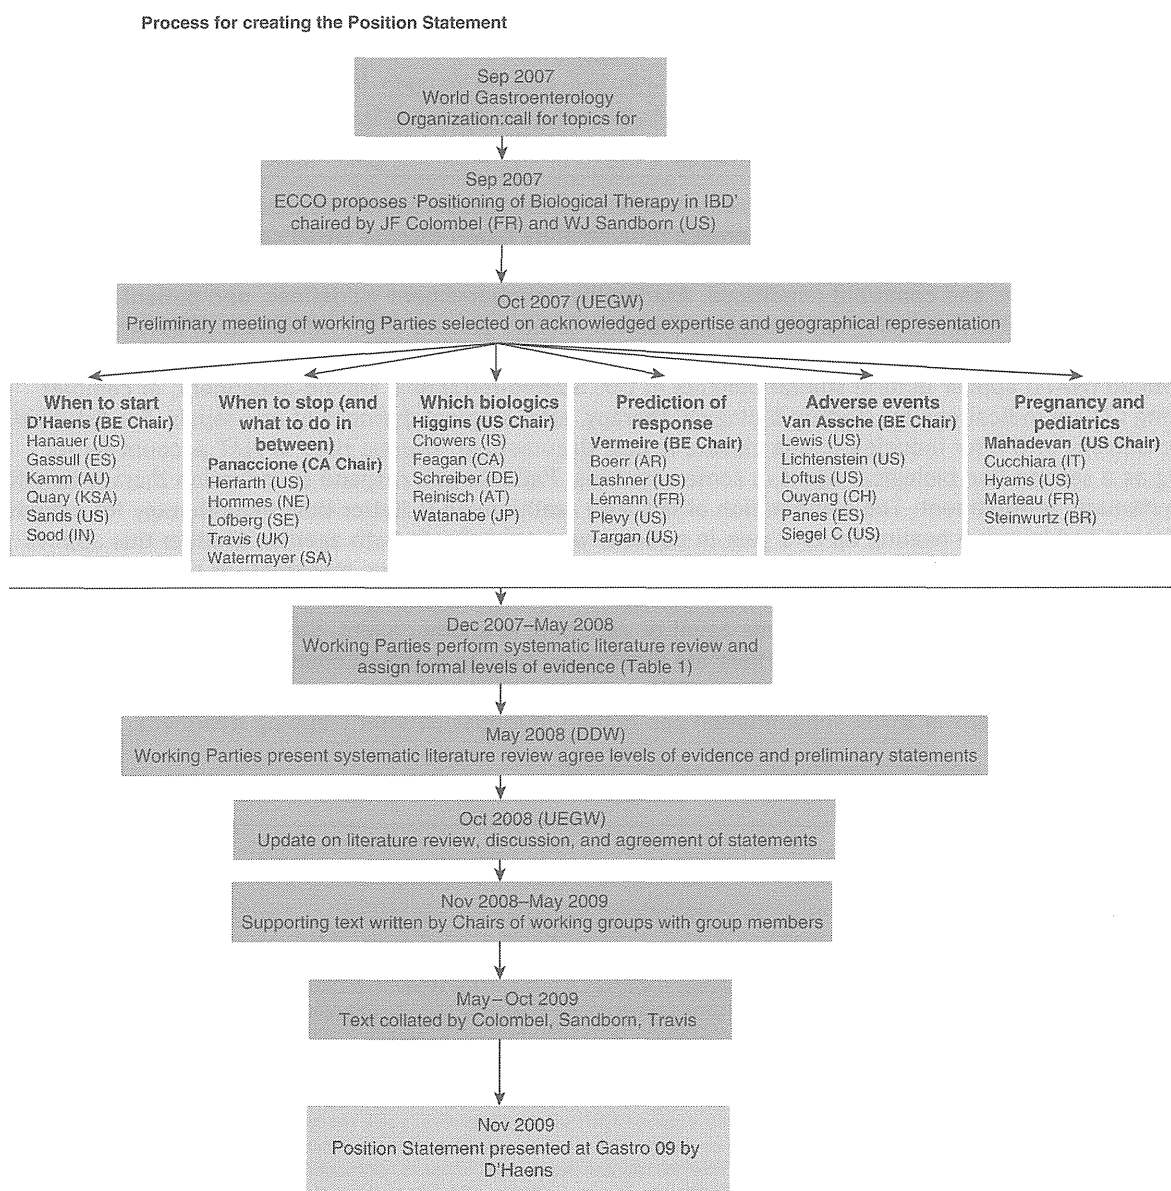 Process for creating the Position Statement
Sep 2007
World Gastroenterology
Organization:call for topics for
Sep 2007
ECCO proposes 'Positioning of Biological Therapy in IBD'
chaired by JF Colombel (FR) and WJ Sandborn (US)
Oct 2007 (UEGW)
Preliminary meeting of working Parties selected on acknowledged expertise and geographical representation
When to start
D'Haens (BE Chair)
Hanauer (US)
Gassull (ES)
Kamm (AU)
Quary (KSA)
Sands (US)
Sood (IN)
When to stop (and
what to do in
between)
Panaccione (CA Chair)
Herfarth (US)
Hommes (NE)
Lofberg (SE)
Travis (UK)
Watermayer (SA)
Which biologics
Higgins (US Chair)
Chowers (IS)
Feagan (CA)
Schreiber (DE)
Reinisch (AT)
Watanabe (JP)
Prediction of
response
Vermeire (BE Chair)
Boerr (AR)
Lashner (US)
Lémann (FR)
Plevy (US)
Targan (US)
Adverse events
Van Assche (BE Chair)
Lewis (US)
Lichtenstein (US)
Loftus (US)
Ouyang (CH)
Panes (ES)
Siegel C (US)
Pregnancy and
pediatrics
Mahadevan (US Chair)
Cucchiara (IT)
Hyams (US)
Marteau (FR)
Steinwurtz (BR)
Dec 2007–May 2008
Working Parties perform systematic literature review and
assign formal levels of evidence (Table 1)
May 2008 (DDW)
Working Parties present systematic literature review agree levels of evidence and preliminary statements
Oct 2008 (UEGW)
Update on literature review, discussion, and agreement of statements
Nov 2008–May 2009
Supporting text written by Chairs of working groups with group members
May–Oct 2009
Text collated by Colombel, Sandborn, Travis
Nov 2009
Position Statement presented at Gastro 09 by
D'Haens